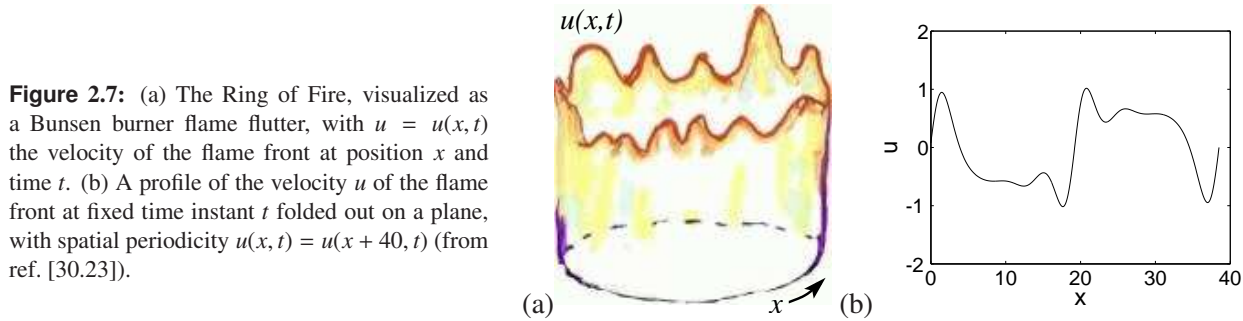 Figure 2.7: (a) The Ring of Fire, visualized as
a Bunsen burner flame flutter, with u = u(x, t)
the velocity of the flame front at position x and
time t. (b) A profile of the velocity u of the flame
front at fixed time instant t folded out on a plane,
with spatial periodicity u(x, t) = u(x + 40, t) (from
ref. [30.23]).
u(x,t)
x
(a)
2
1
0
-1
-2
u
0 10 20 30 40
x
(b)